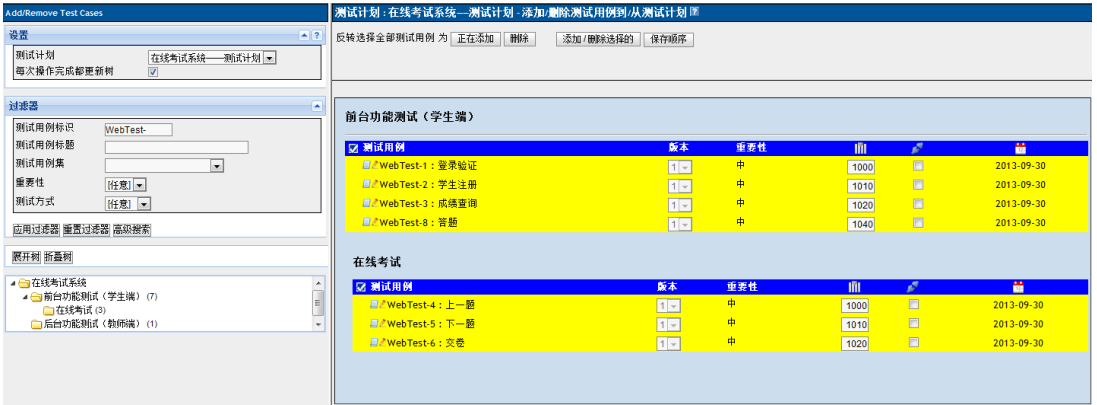 Add/Remove Test Cases
设置
测试计划 在线考试系统——测试计划
每次操作完成都更新树
过滤器
测试用例标识 WebTest-
测试用例标题
测试用例集
重要性 [任意]
测试方式 [任意]
应用过滤器 重置过滤器 高级搜索
展开树 折叠树
在线考试系统
前台功能测试（学生端） (7)
在线考试 (3)
后台功能测试（教师端） (1)
测试计划 : 在线考试系统——测试计划 - 添加/删除测试用例到/从测试计划
反转选择全部测试用例 为 正在添加 删除 添加 / 删除选择的 保存顺序
前台功能测试（学生端）
测试用例 版本 重要性
WebTest-1 : 登录验证 1 中 1000 2013-09-30
WebTest-2 : 学生注册 1 中 1010 2013-09-30
WebTest-3 : 成绩查询 1 中 1020 2013-09-30
WebTest-8 : 答题 1 中 1040 2013-09-30
在线考试
测试用例 版本 重要性
WebTest-4 : 上一题 1 中 1000 2013-09-30
WebTest-5 : 下一题 1 中 1010 2013-09-30
WebTest-6 : 交卷 1 中 1020 2013-09-30